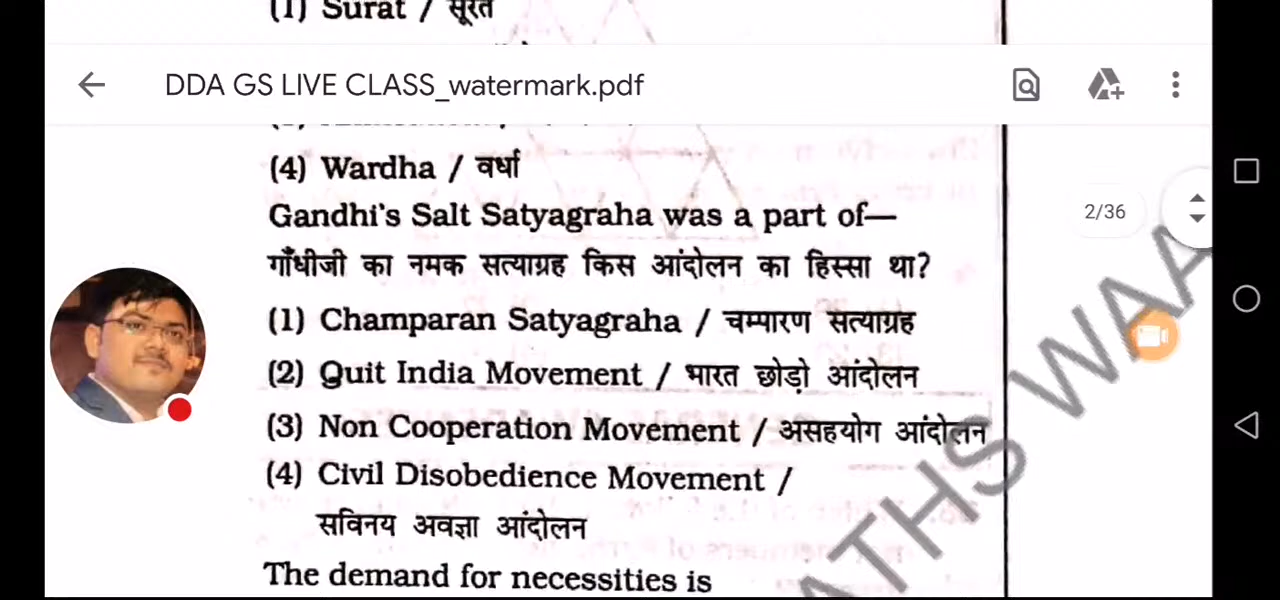 (1) Surat / सूरत
DDA GS LIVE CLASS_watermark.pdf
(4) Wardha / वर्धा
Gandhi's Salt Satyagraha was a part of—
2/36
गाँधीजी का नमक सत्याग्रह किस आंदोलन का हिस्सा था?
(1) Champaran Satyagraha / चम्पारण सत्याग्रह
(2) Quit India Movement / भारत छोड़ो आंदोलन
(3) Non Cooperation Movement / असहयोग आंदोलन
(4) Civil Disobedience Movement /
सविनय अवज्ञा आंदोलन
The demand for necessities is